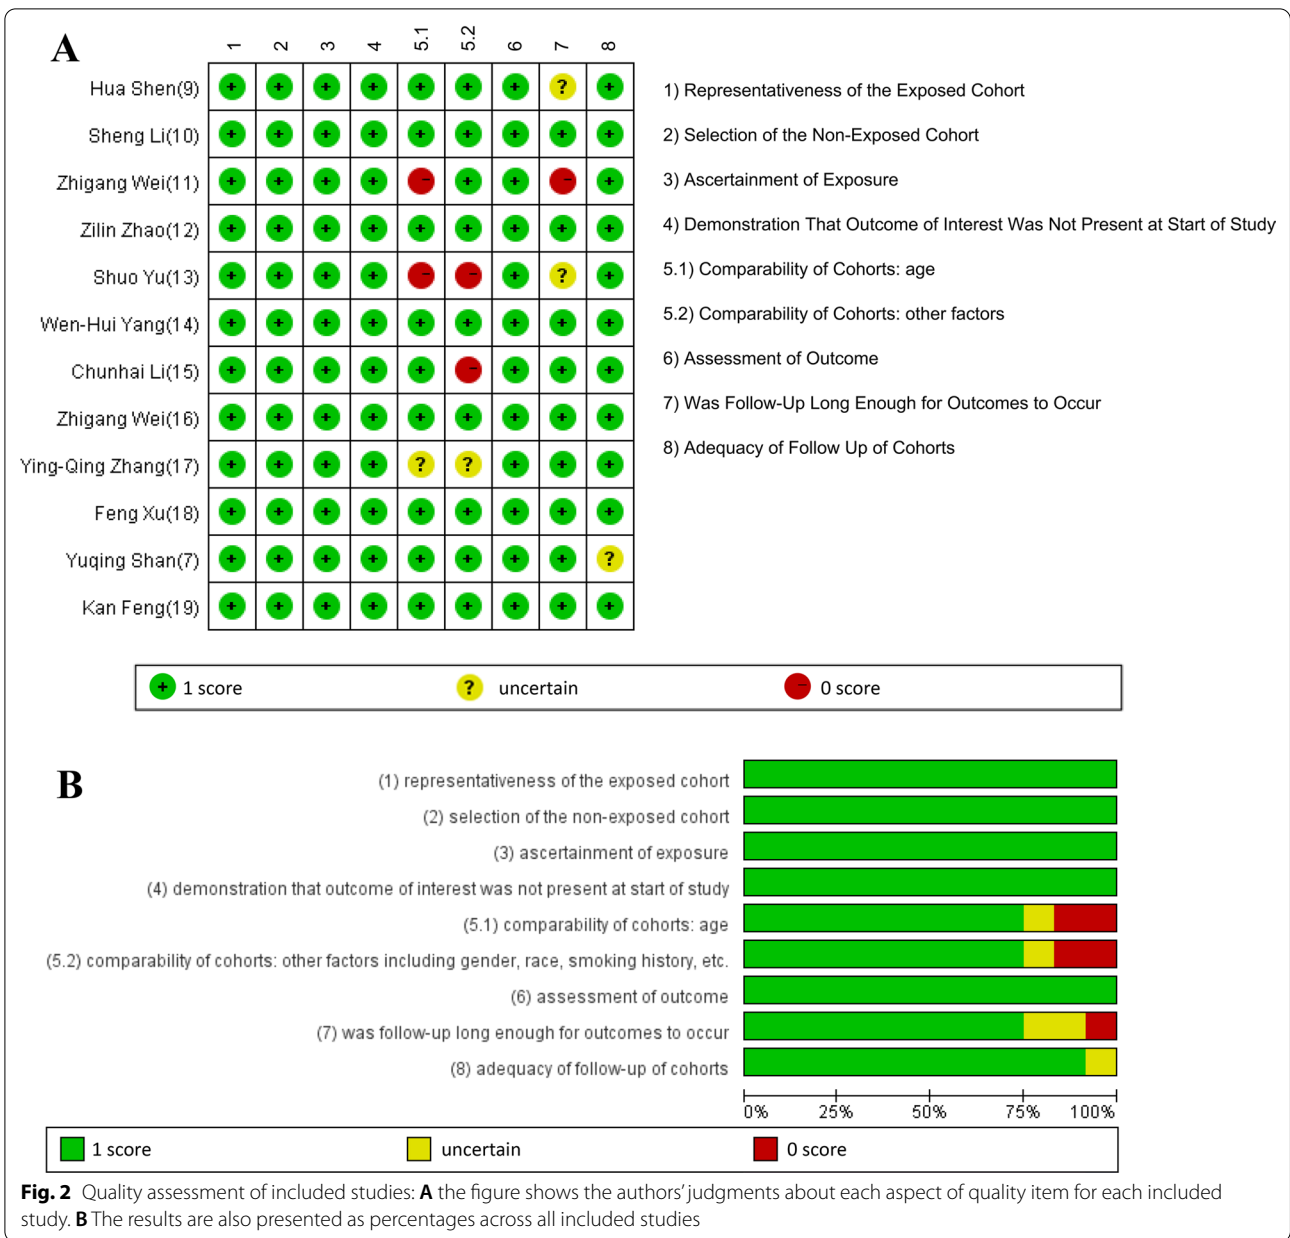 A
1 2 3 4 5.1 5.2 6 7 8
Hua Shen(9) + + + + + + + ? +
Sheng Li(10) + + + + + + + + +
Zhigang Wei(11) + + + + - + + - +
Zilin Zhao(12) + + + + + + + + +
Shuo Yu(13) + + + + - - + ? +
Wen-Hui Yang(14) + + + + + + + + +
Chunhai Li(15) + + + + + - + + +
Zhigang Wei(16) + + + + + + + + +
Ying-Qing Zhang(17) + + + + ? ? + + +
Feng Xu(18) + + + + + + + + +
Yuqing Shan(7) + + + + + + + + ?
Kan Feng(19) + + + + + + + + +
1) Representativeness of the Exposed Cohort
2) Selection of the Non-Exposed Cohort
3) Ascertainment of Exposure
4) Demonstration That Outcome of Interest Was Not Present at Start of Study
5.1) Comparability of Cohorts: age
5.2) Comparability of Cohorts: other factors
6) Assessment of Outcome
7) Was Follow-Up Long Enough for Outcomes to Occur
8) Adequacy of Follow Up of Cohorts
+ 1 score ? uncertain - 0 score
B
(1) representativeness of the exposed cohort
(2) selection of the non-exposed cohort
(3) ascertainment of exposure
(4) demonstration that outcome of interest was not present at start of study
(5.1) comparability of cohorts: age
(5.2) comparability of cohorts: other factors including gender, race, smoking history, etc.
(6) assessment of outcome
(7) was follow-up long enough for outcomes to occur
(8) adequacy of follow-up of cohorts
0% 25% 50% 75% 100%
1 score uncertain 0 score
Fig. 2 Quality assessment of included studies: A the figure shows the authors' judgments about each aspect of quality item for each included
study. B The results are also presented as percentages across all included studies